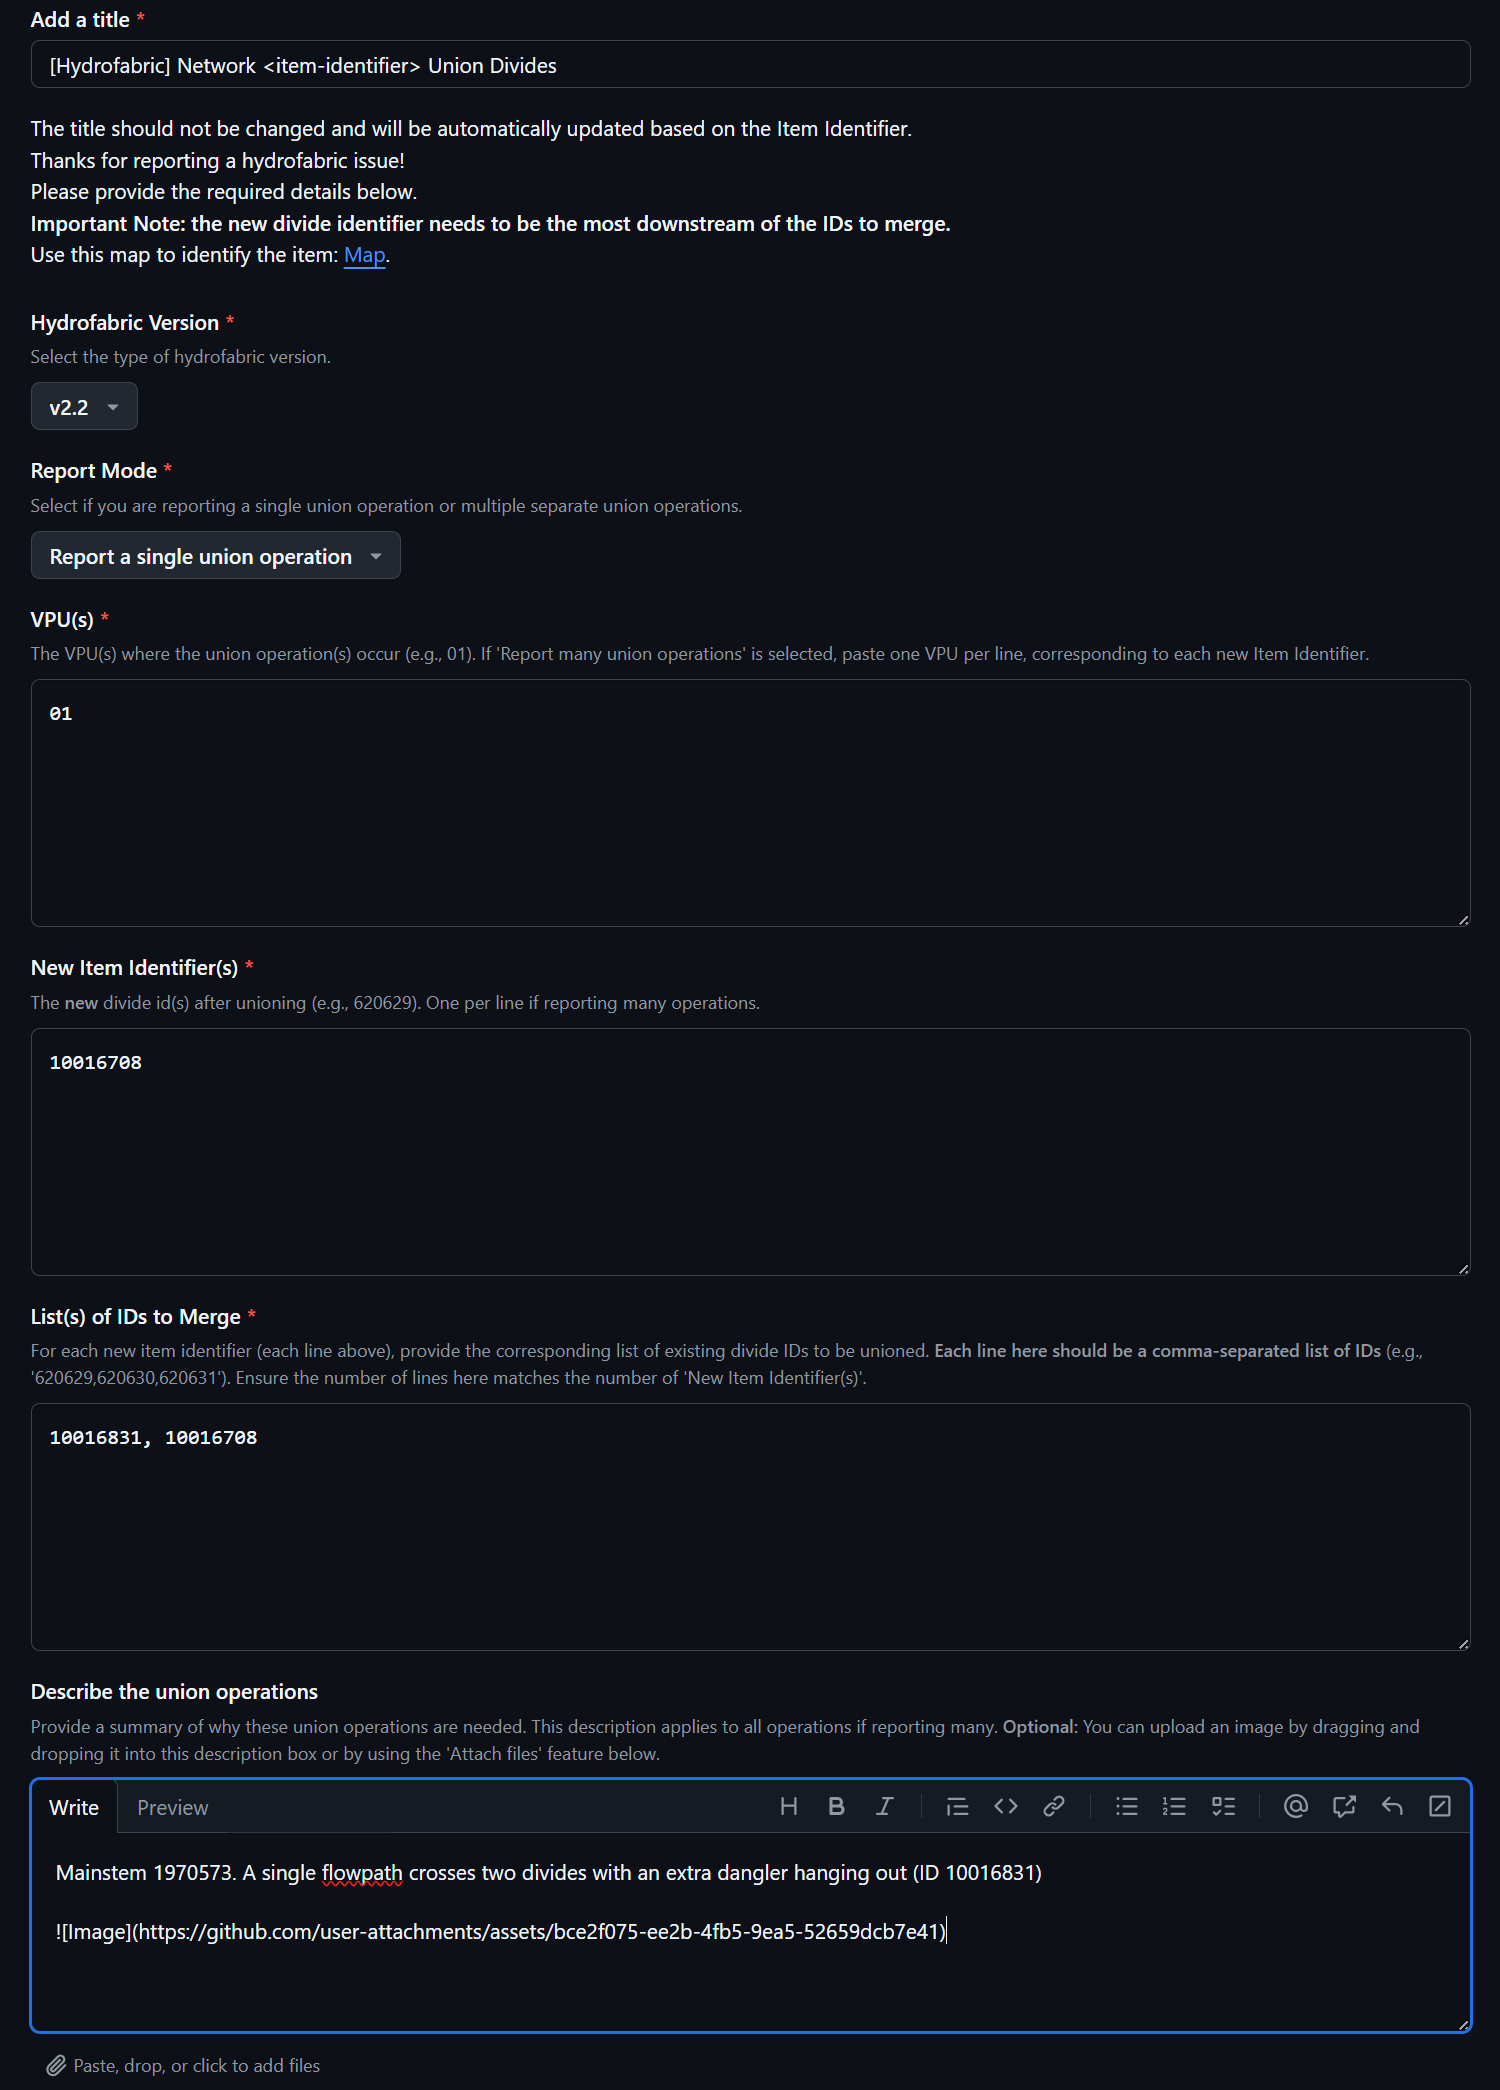 Add a title *
[Hydrofabric] Network <item-identifier> Union Divides
The title should not be changed and will be automatically updated based on the Item Identifier.
Thanks for reporting a hydrofabric issue!
Please provide the required details below.
Important Note: the new divide identifier needs to be the most downstream of the IDs to merge.
Use this map to identify the item: Map.
Hydrofabric Version *
Select the type of hydrofabric version.
v2.2
Report Mode *
Select if you are reporting a single union operation or multiple separate union operations.
Report a single union operation
VPU(s) *
The VPU(s) where the union operation(s) occur (e.g., 01). If 'Report many union operations' is selected, paste one VPU per line, corresponding to each new Item Identifier.
01
New Item Identifier(s) *
The new divide id(s) after unioning (e.g., 620629). One per line if reporting many operations.
10016708
List(s) of IDs to Merge *
For each new item identifier (each line above), provide the corresponding list of existing divide IDs to be unioned. Each line here should be a comma-separated list of IDs (e.g.,
'620629,620630,620631'). Ensure the number of lines here matches the number of 'New Item Identifier(s)'.
10016831, 10016708
Describe the union operations
Provide a summary of why these union operations are needed. This description applies to all operations if reporting many. Optional: You can upload an image by dragging and
dropping it into this description box or by using the 'Attach files' feature below.
Write Preview
Mainstem 1970573. A single flowpath crosses two divides with an extra dangler hanging out (ID 10016831)
![Image](https://github.com/user-attachments/assets/bce2f075-ee2b-4fb5-9ea5-52659dcb7e41)
Paste, drop, or click to add files